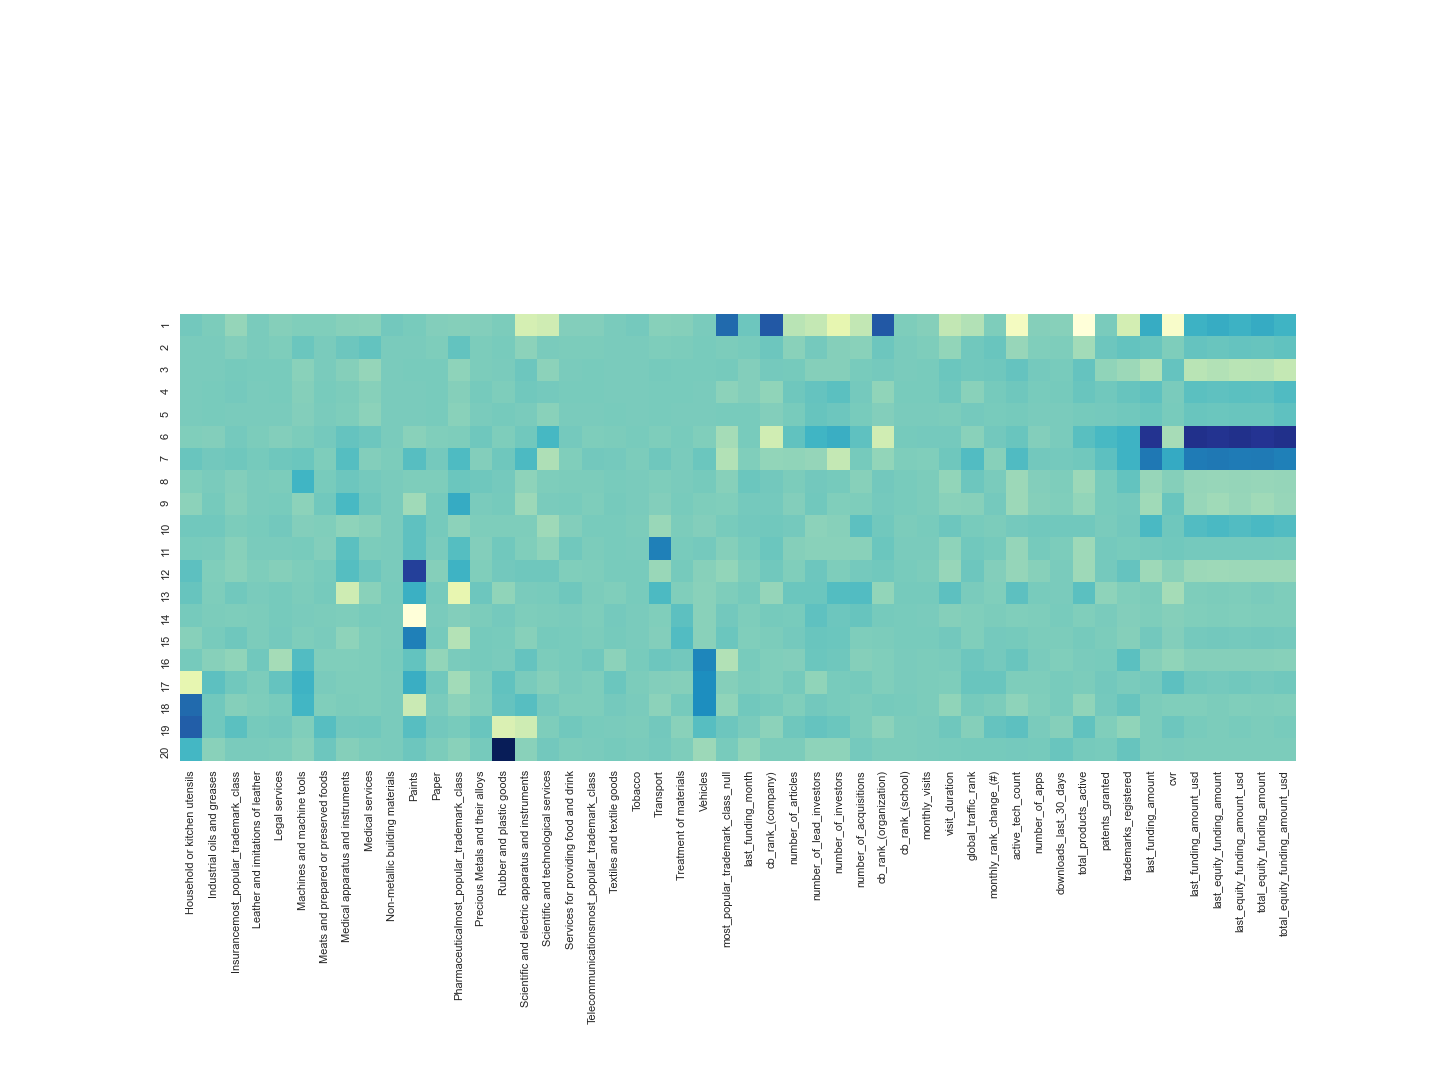 1
2
3
4
5
6
7
8
9
10
11
12
13
14
15
16
17
18
19
20
Household or kitchen utensils
Industrial oils and greases
Insurancemost_popular_trademark_class
Leather and imitations of leather
Legal services
Machines and machine tools
Meats and prepared or preserved foods
Medical apparatus and instruments
Medical services
Non-metallic building materials
Paints
Paper
Pharmaceuticalmost_popular_trademark_class
Precious Metals and their alloys
Rubber and plastic goods
Scientific and electric apparatus and instruments
Scientific and technological services
Services for providing food and drink
Telecommunicationsmost_popular_trademark_class
Textiles and textile goods
Tobacco
Transport
Treatment of materials
Vehicles
most_popular_trademark_class_null
last_funding_month
cb_rank_(company)
number_of_articles
number_of_lead_investors
number_of_investors
number_of_acquisitions
cb_rank_(organization)
cb_rank_(school)
monthly_visits
visit_duration
global_traffic_rank
monthly_rank_change_(#)
active_tech_count
number_of_apps
downloads_last_30_days
total_products_active
patents_granted
trademarks_registered
last_funding_amount
cvr
last_funding_amount_usd
last_equity_funding_amount
last_equity_funding_amount_usd
total_equity_funding_amount
total_equity_funding_amount_usd